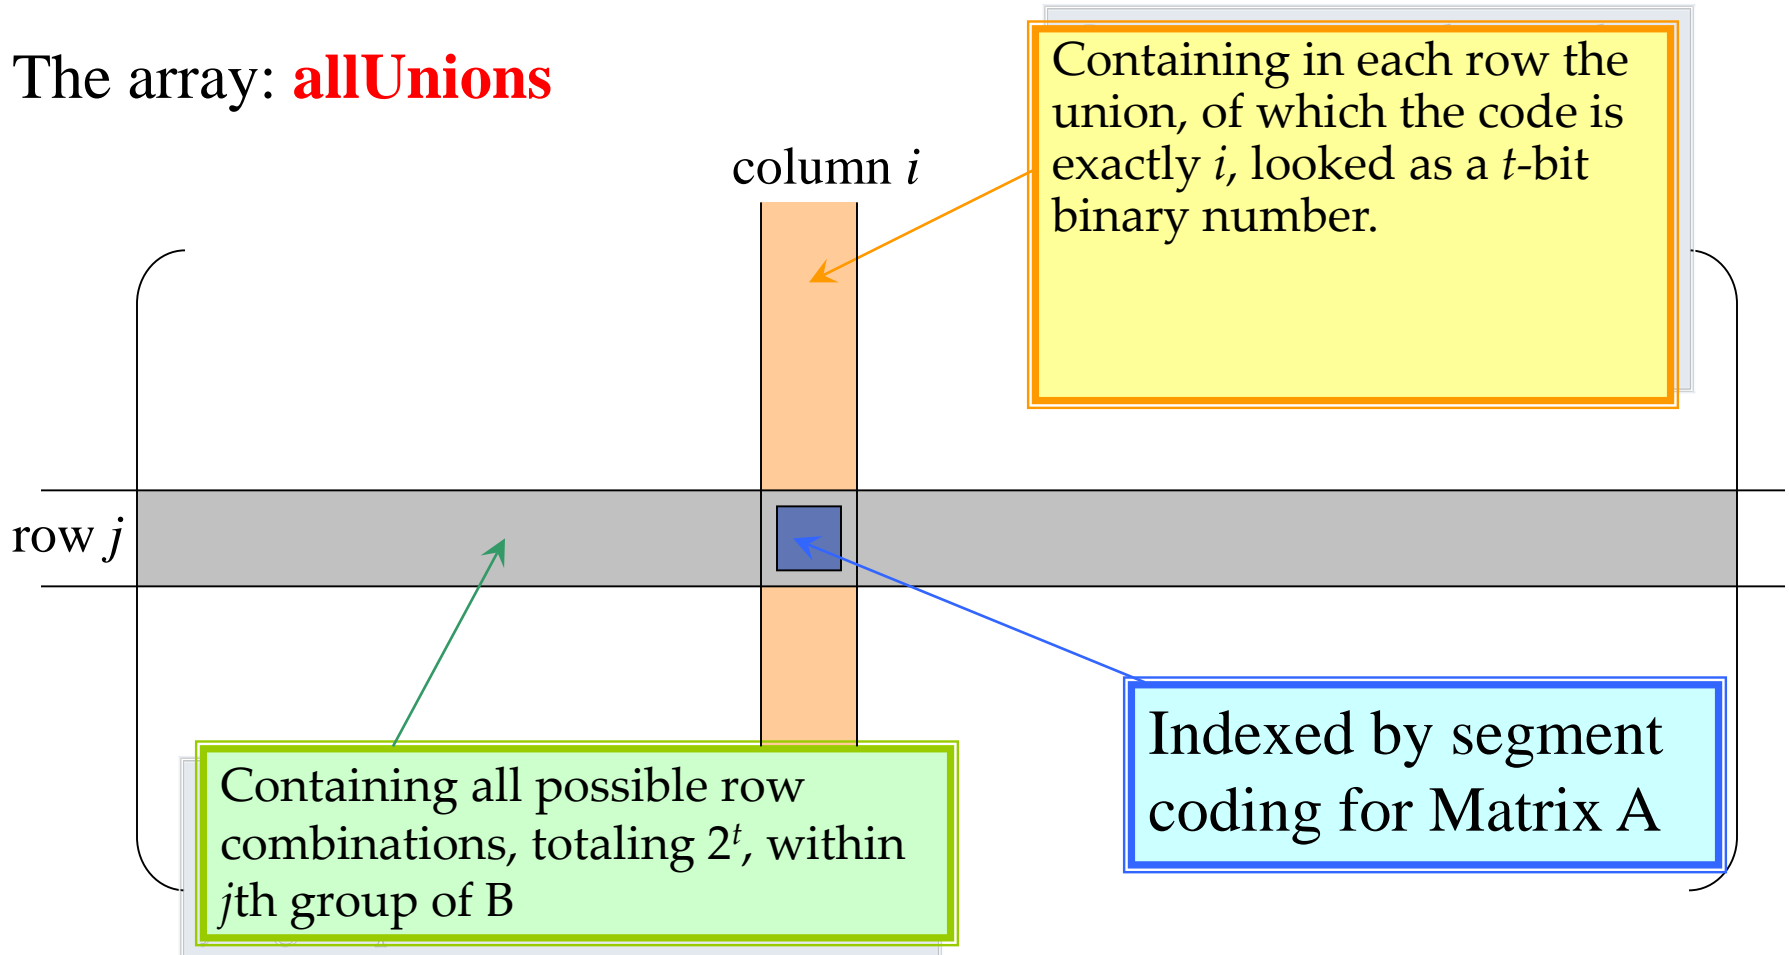 The array: allUnions
Containing in each row the
union, of which the code is
exactly i, looked as a t-bit
binary number.
column i
row j
Indexed by segment
coding for Matrix A
Containing all possible row
combinations, totaling 2^t, within
jth group of B